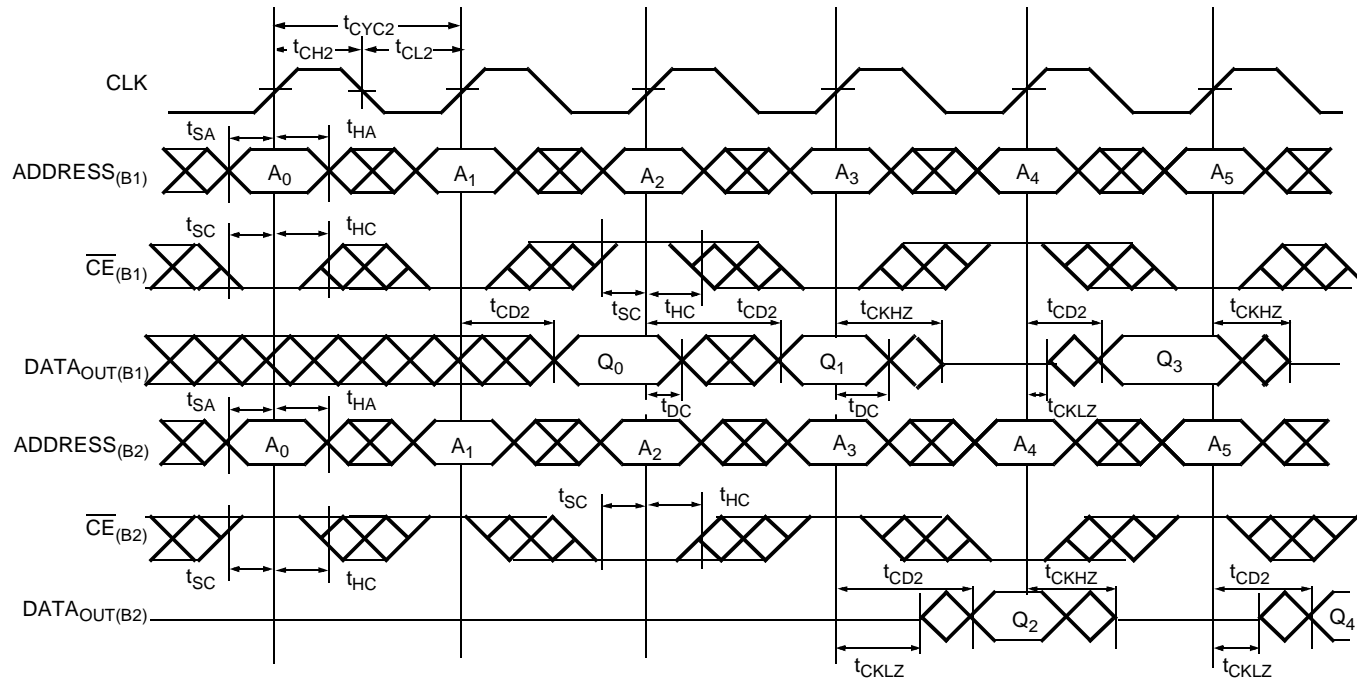 tCYC2
tCH2 tCL2
CLK
tSA tHA
ADDRESS(B1) A0 A1 A2 A3 A4 A5
tSC tHC
CE(B1)
tCD2 tSC tHC tCD2 tCKHZ tCD2 tCKHZ
DATAOUT(B1) Q0 Q1 Q3
tSA tHA tDC tDC tCKLZ
ADDRESS(B2) A0 A1 A2 A3 A4 A5
tSC tHC
CE(B2)
tSC tHC tCD2 tCKHZ tCD2
DATAOUT(B2) Q2 Q4
tCKLZ tCKLZ